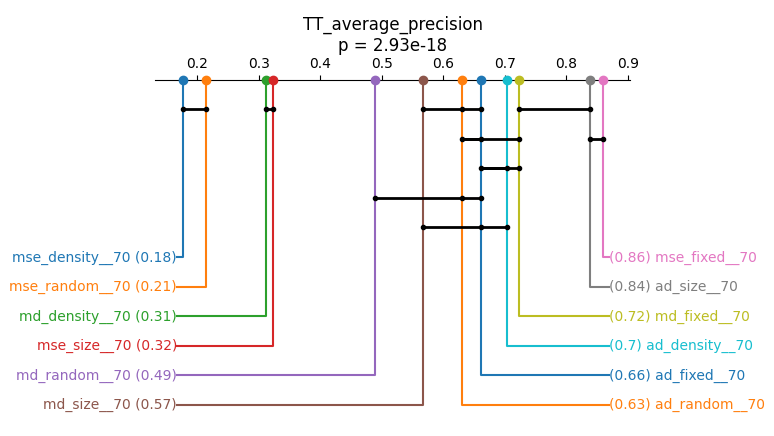 TT_average_precision
p = 2.93e-18
0.2 0.3 0.4 0.5 0.6 0.7 0.8 0.9
mse_density__70 (0.18) (0.86) mse_fixed__70
mse_random__70 (0.21) (0.84) ad_size__70
md_density__70 (0.31) (0.72) md_fixed__70
mse_size__70 (0.32) (0.7) ad_density__70
md_random__70 (0.49) (0.66) ad_fixed__70
md_size__70 (0.57) (0.63) ad_random__70